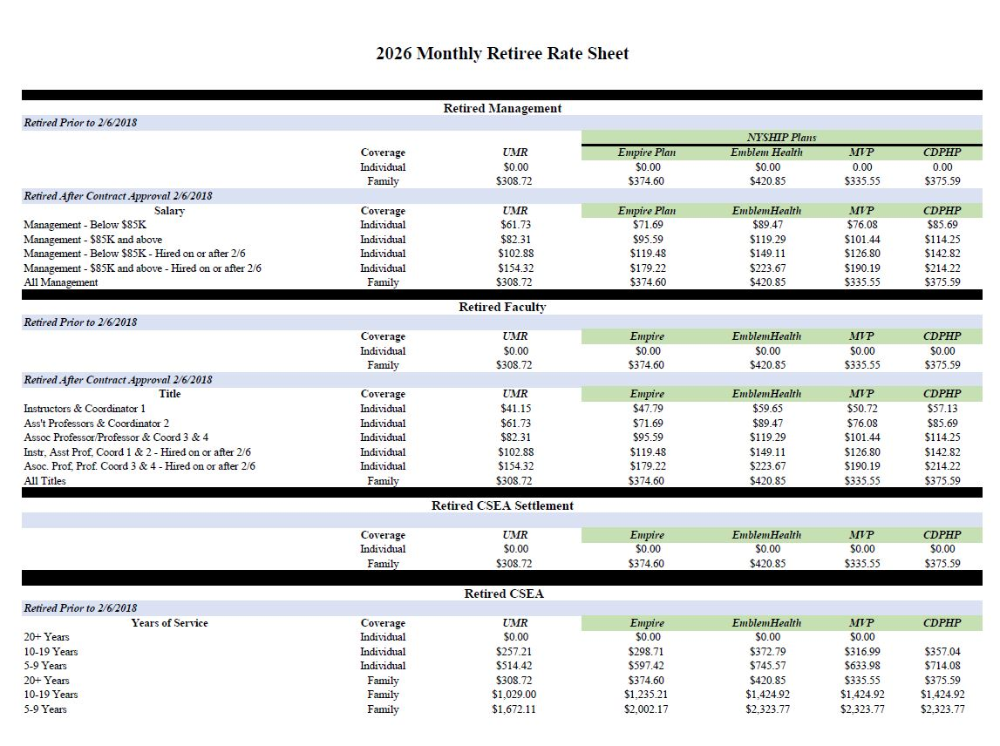 2026 Monthly Retiree Rate Sheet
Retired Management
Retired Prior to 2/6/2018
NYSHIP Plans
Coverage UMR Empire Plan Emblem Health MVP CDPHP
Individual $0.00 $0.00 $0.00 0.00 0.00
Family $308.72 $374.60 $420.85 $335.55 $375.59
Retired After Contract Approval 2/6/2018
Salary Coverage UMR Empire Plan EmblemHealth MVP CDPHP
Management - Below $85K Individual $61.73 $71.69 $89.47 $76.08 $85.69
Management - $85K and above Individual $82.31 $95.59 $119.29 $101.44 $114.25
Management - Below $85K - Hired on or after 2/6 Individual $102.88 $119.48 $149.11 $126.80 $142.82
Management - $85K and above - Hired on or after 2/6 Individual $154.32 $179.22 $223.67 $190.19 $214.22
All Management Family $308.72 $374.60 $420.85 $335.55 $375.59
Retired Faculty
Retired Prior to 2/6/2018
Coverage UMR Empire EmblemHealth MVP CDPHP
Individual $0.00 $0.00 $0.00 $0.00 $0.00
Family $308.72 $374.60 $420.85 $335.55 $375.59
Retired After Contract Approval 2/6/2018
Title Coverage UMR Empire EmblemHealth MVP CDPHP
Instructors & Coordinator 1 Individual $41.15 $47.79 $59.65 $50.72 $57.13
Ass't Professors & Coordinator 2 Individual $61.73 $71.69 $89.47 $76.08 $85.69
Assoc Professor/Professor & Coord 3 & 4 Individual $82.31 $95.59 $119.29 $101.44 $114.25
Instr, Asst Prof, Coord 1 & 2 - Hired on or after 2/6 Individual $102.88 $119.48 $149.11 $126.80 $142.82
Asoc. Prof, Prof. Coord 3 & 4 - Hired on or after 2/6 Individual $154.32 $179.22 $223.67 $190.19 $214.22
All Titles Family $308.72 $374.60 $420.85 $335.55 $375.59
Retired CSEA Settlement
Coverage UMR Empire EmblemHealth MVP CDPHP
Individual $0.00 $0.00 $0.00 $0.00 $0.00
Family $308.72 $374.60 $420.85 $335.55 $375.59
Retired CSEA
Retired Prior to 2/6/2018
Years of Service Coverage UMR Empire EmblemHealth MVP CDPHP
20+ Years Individual $0.00 $0.00 $0.00 $0.00
10-19 Years Individual $257.21 $298.71 $372.79 $316.99 $357.04
5-9 Years Individual $514.42 $597.42 $745.57 $633.98 $714.08
20+ Years Family $308.72 $374.60 $420.85 $335.55 $375.59
10-19 Years Family $1,029.00 $1,235.21 $1,424.92 $1,424.92 $1,424.92
5-9 Years Family $1,672.11 $2,002.17 $2,323.77 $2,323.77 $2,323.77